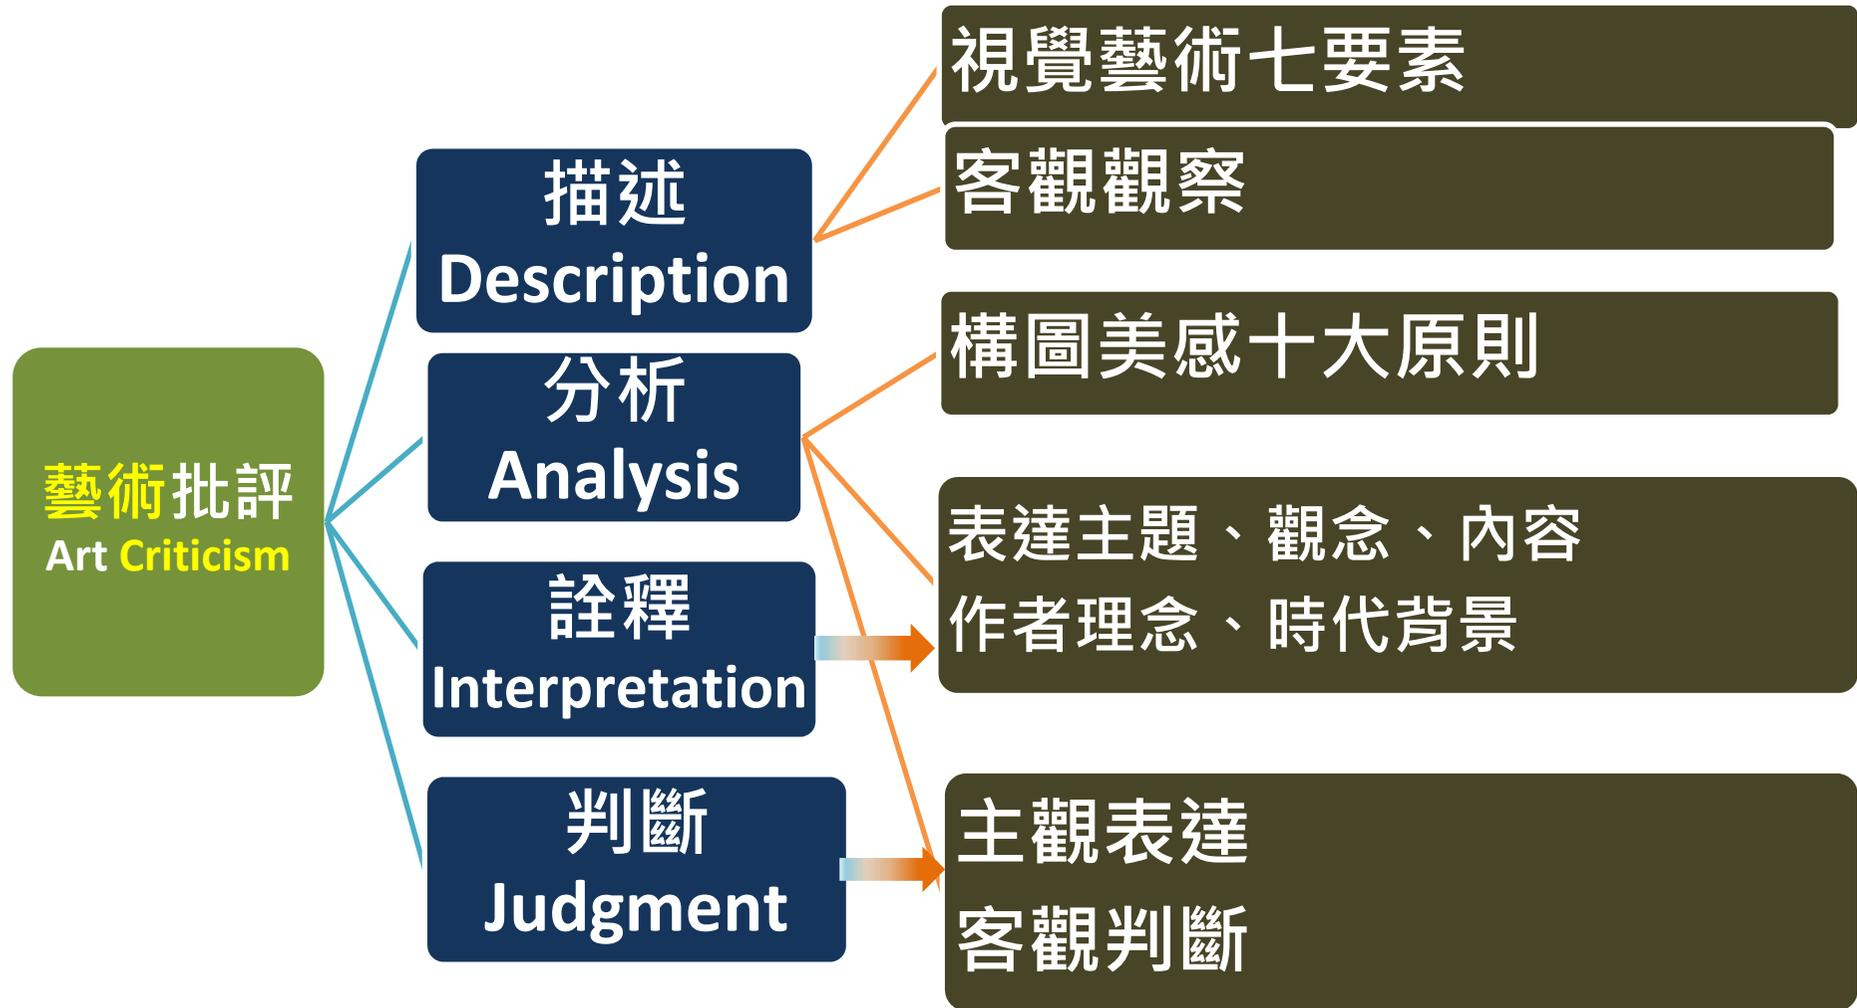 藝術批評
Art Criticism
描述
Description
視覺藝術七要素
客觀觀察
分析
Analysis
構圖美感十大原則
詮釋
Interpretation
表達主題、觀念、內容
作者理念、時代背景
判斷
Judgment
主觀表達
客觀判斷